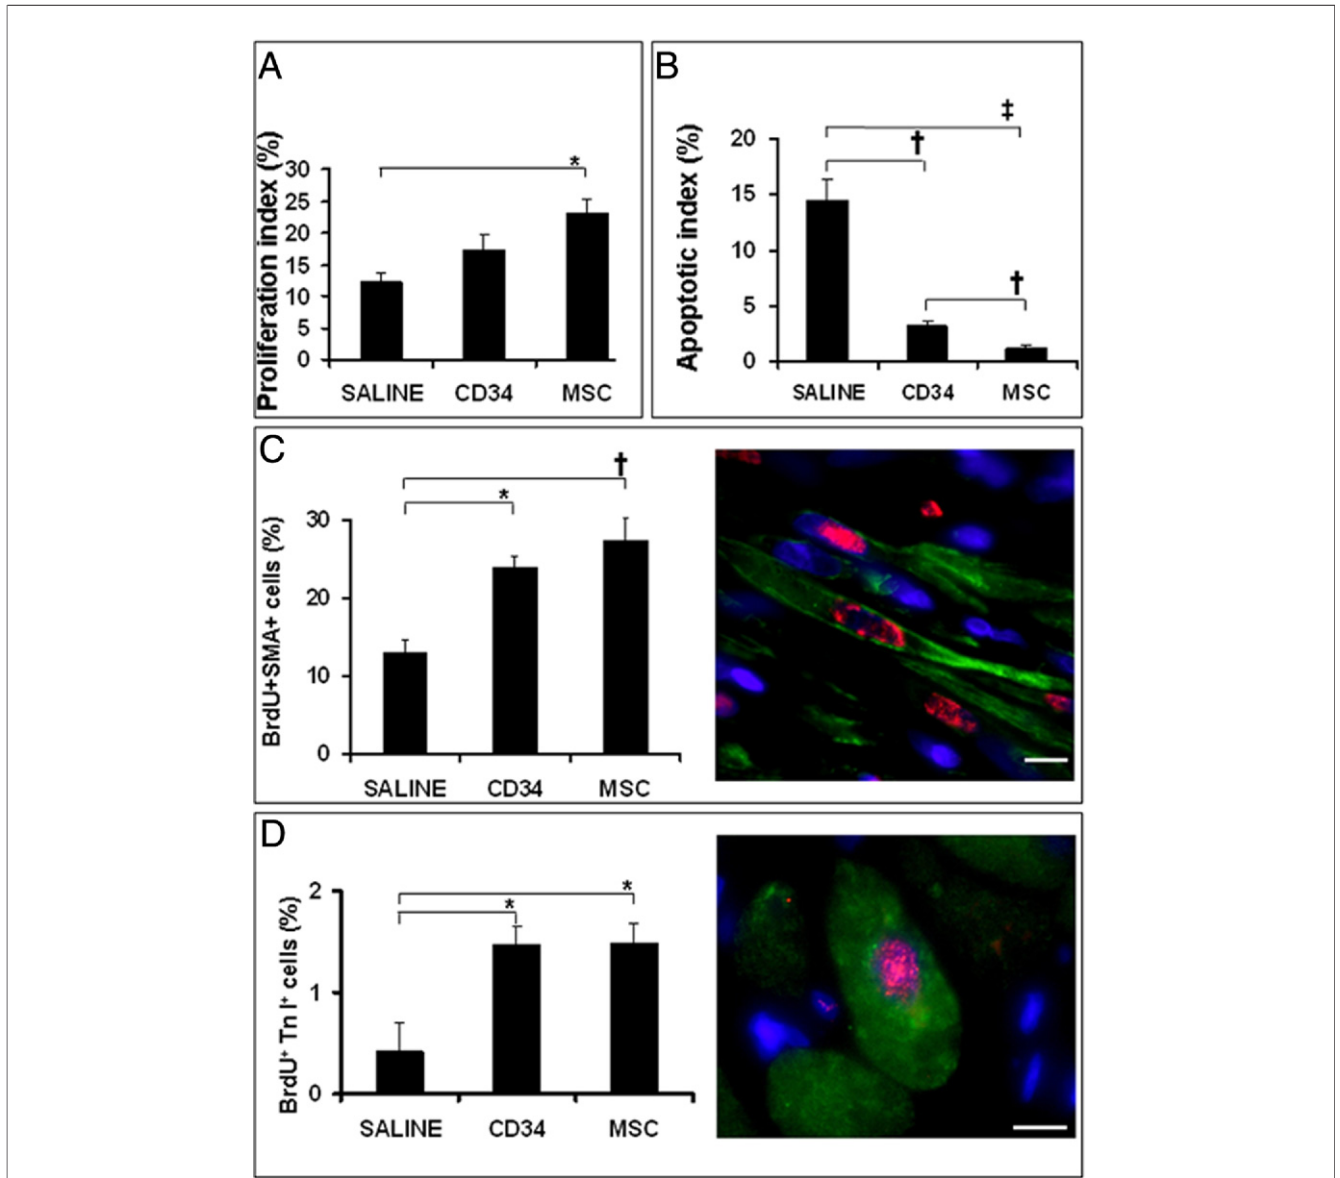 A
Proliferation index (%)
30
25
20
15
10
5
0
*
SALINE CD34 MSC
B
Apoptotic index (%)
20
15
10
5
0
‡
†
†
SALINE CD34 MSC
C
BrdU+SMA+ cells (%)
30
20
10
0
†
*
SALINE CD34 MSC
D
BrdU⁺ Tn I⁺ cells (%)
2
1
0
*
*
SALINE CD34 MSC